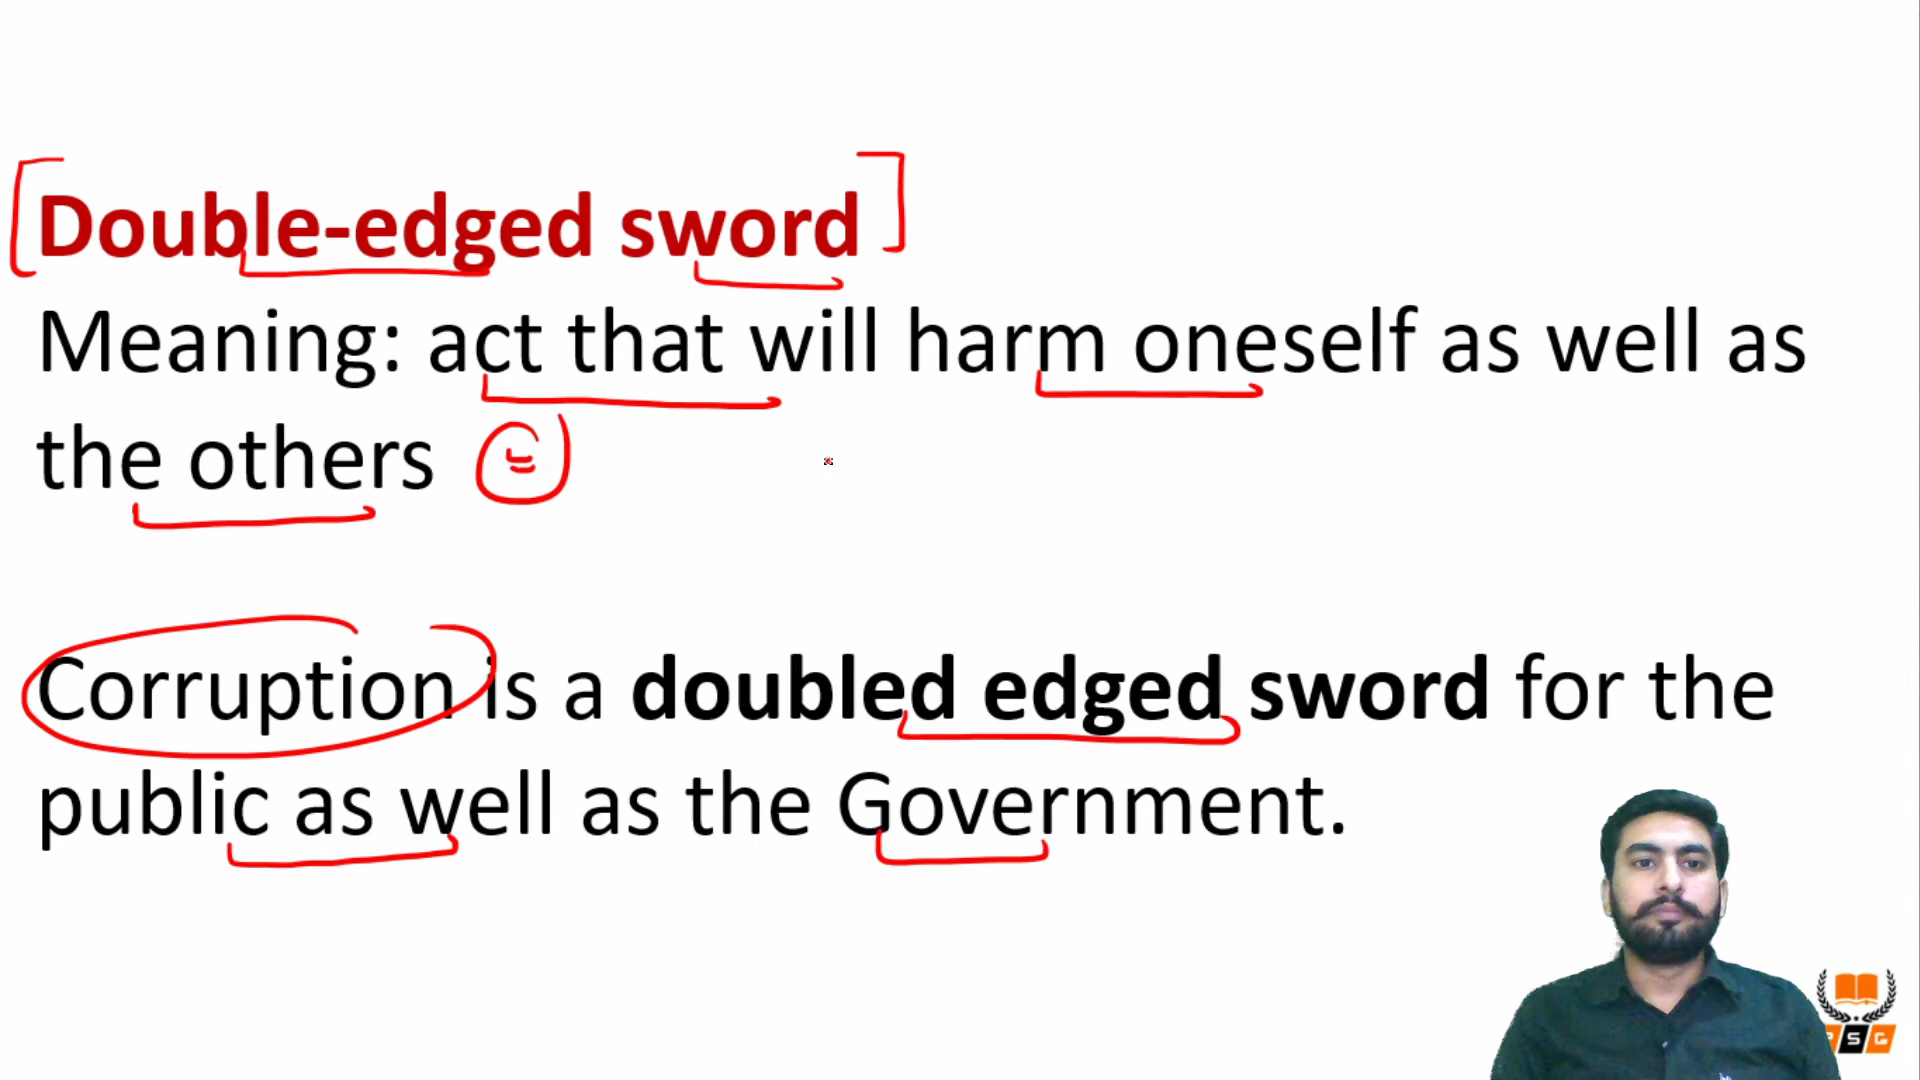 Double-edged sword
Meaning: act that will harm oneself as well as
the others =
Corruption is a doubled edged sword for the
public as well as the Government.
SG